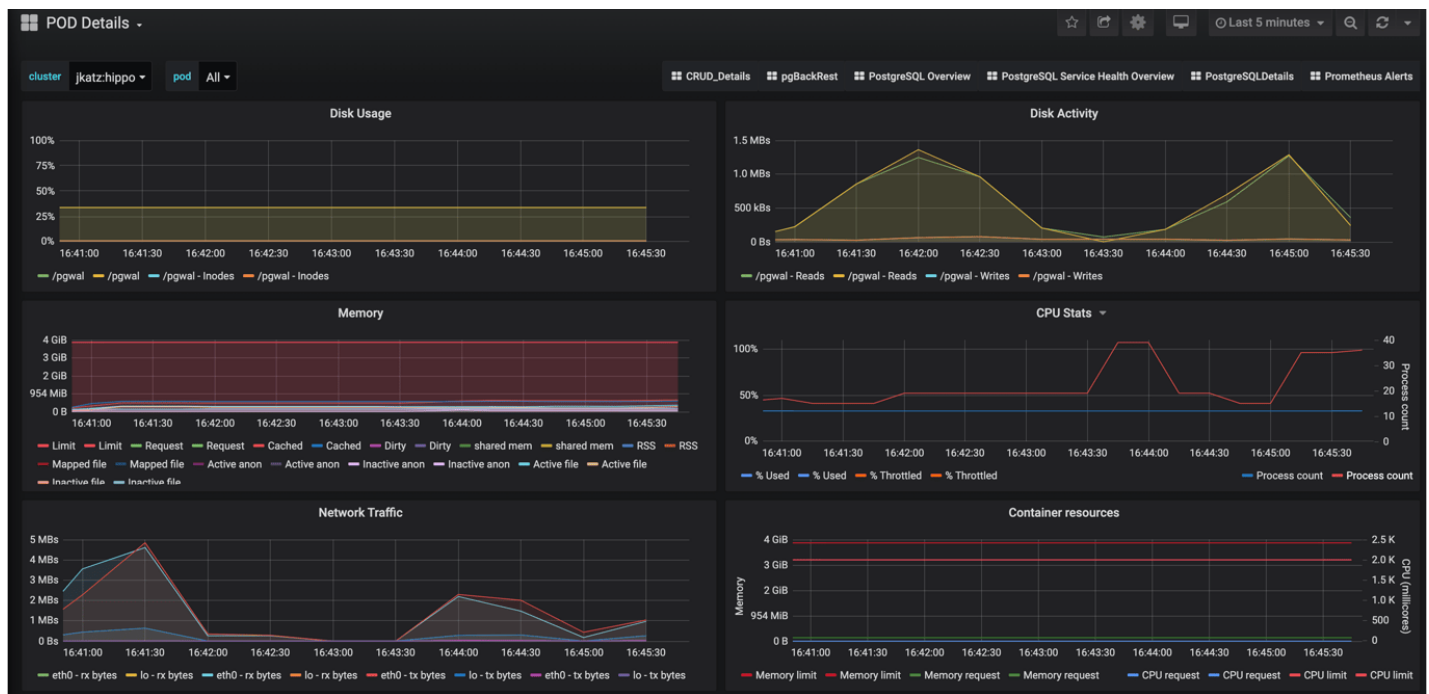 POD Details
Last 5 minutes
cluster jkatz:hippo pod All
CRUD_Details pgBackRest PostgreSQL Overview PostgreSQL Service Health Overview PostgreSQLDetails Prometheus Alerts
Disk Usage
100%
75%
50%
25%
0%
16:41:00 16:41:30 16:42:00 16:42:30 16:43:00 16:43:30 16:44:00 16:44:30 16:45:00 16:45:30
/pgwal /pgwal /pgwal - Inodes /pgwal - Inodes
Disk Activity
1.5 MBs
1.0 MBs
500 kBs
0 Bs
16:41:00 16:41:30 16:42:00 16:42:30 16:43:00 16:43:30 16:44:00 16:44:30 16:45:00 16:45:30
/pgwal - Reads /pgwal - Reads /pgwal - Writes /pgwal - Writes
Memory
4 GiB
3 GiB
2 GiB
954 MiB
0 B
16:41:00 16:41:30 16:42:00 16:42:30 16:43:00 16:43:30 16:44:00 16:44:30 16:45:00 16:45:30
Limit Limit Request Request Cached Cached Dirty Dirty shared mem shared mem RSS RSS
Mapped file Mapped file Active anon Active anon Inactive anon Inactive anon Active file Active file
Inactive file Inactive file
CPU Stats
100%
50%
0%
40
30
20
10
0
Process count
16:41:00 16:41:30 16:42:00 16:42:30 16:43:00 16:43:30 16:44:00 16:44:30 16:45:00 16:45:30
% Used % Used % Throttled % Throttled Process count Process count
Network Traffic
5 MBs
4 MBs
3 MBs
2 MBs
1 MBs
0 Bs
16:41:00 16:41:30 16:42:00 16:42:30 16:43:00 16:43:30 16:44:00 16:44:30 16:45:00 16:45:30
eth0 - rx bytes lo - rx bytes eth0 - rx bytes lo - rx bytes eth0 - tx bytes lo - tx bytes eth0 - tx bytes lo - tx bytes
Container resources
Memory
4 GiB
3 GiB
2 GiB
954 MiB
0 B
2.5 K
2.0 K
1.5 K
1.0 K
500
0
CPU (millicores)
16:41:00 16:41:30 16:42:00 16:42:30 16:43:00 16:43:30 16:44:00 16:44:30 16:45:00 16:45:30
Memory limit Memory limit Memory request Memory request CPU request CPU request CPU limit CPU limit